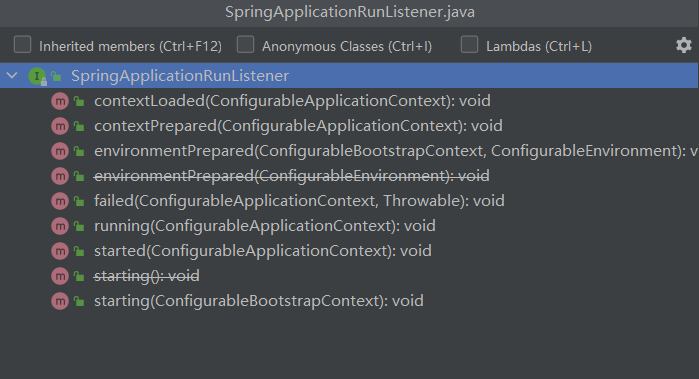 SpringApplicationRunListener.java
Inherited members (Ctrl+F12) Anonymous Classes (Ctrl+I) Lambdas (Ctrl+L)
I SpringApplicationRunListener
m contextLoaded(ConfigurableApplicationContext): void
m contextPrepared(ConfigurableApplicationContext): void
m environmentPrepared(ConfigurableBootstrapContext, ConfigurableEnvironment): v
m environmentPrepared(ConfigurableEnvironment): void
m failed(ConfigurableApplicationContext, Throwable): void
m running(ConfigurableApplicationContext): void
m started(ConfigurableApplicationContext): void
m starting(): void
m starting(ConfigurableBootstrapContext): void